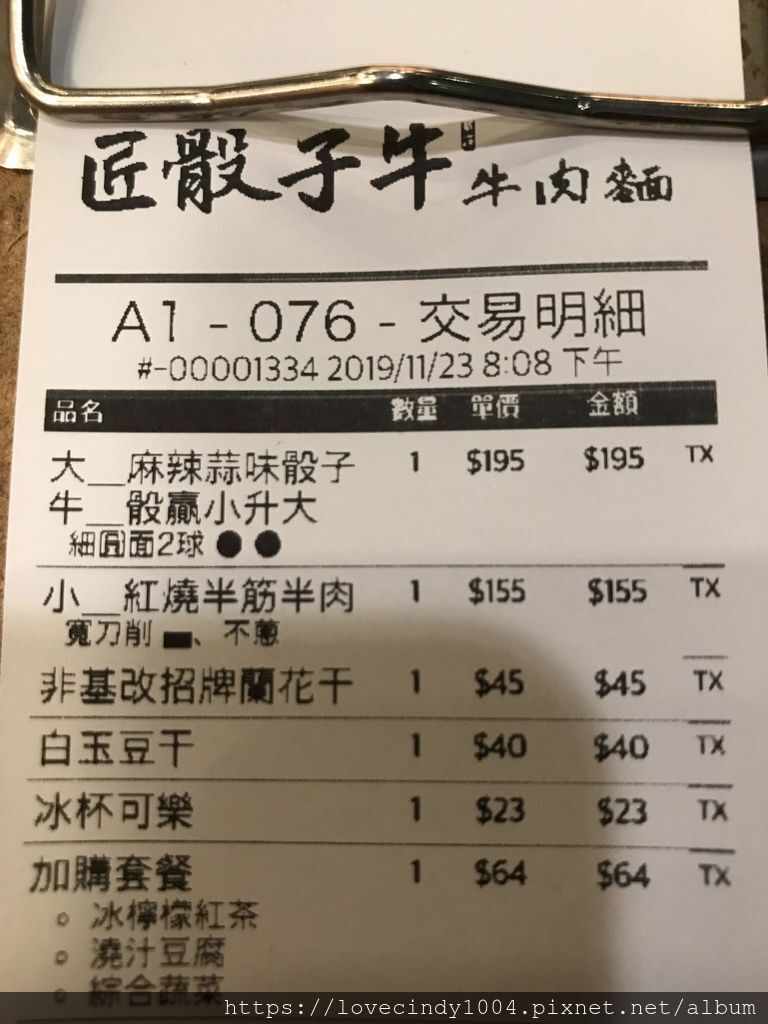 匠骰子牛 牛肉麵
A1 - 076 - 交易明細
#-00001334 2019/11/23 8:08 下午
品名 數量 單價 金額
大__麻辣蒜味骰子 1 $195 $195 TX
牛__骰贏小升大
細圓面2球 ● ●
小__紅燒半筋半肉 1 $155 $155 TX
寬刀削 ▬、不蔥
非基改招牌蘭花干 1 $45 $45 TX
白玉豆干 1 $40 $40 TX
冰杯可樂 1 $23 $23 TX
加購套餐 1 $64 $64 TX
。冰檸檬紅茶
。澆汁豆腐
。綜合蔬菜
https://lovecindy1004.pixnet.net/album